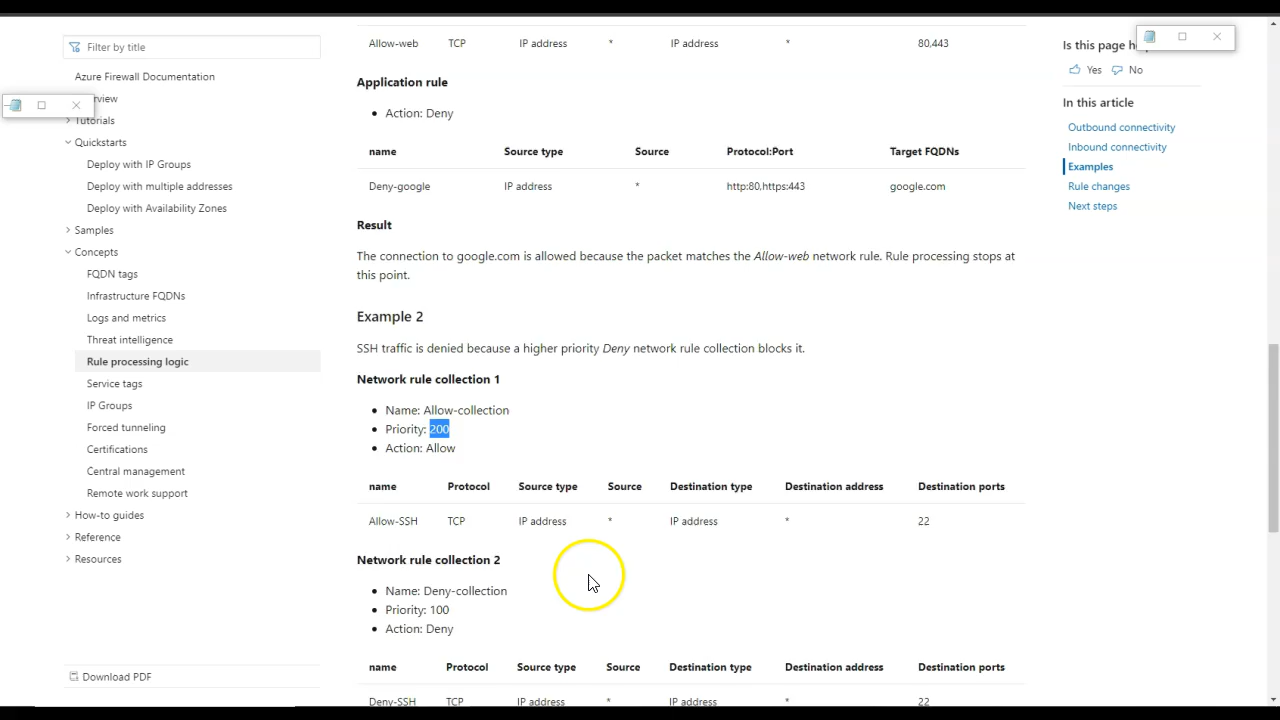 Filter by title
Azure Firewall Documentation
rview
Tutorials
Quickstarts
Deploy with IP Groups
Deploy with multiple addresses
Deploy with Availability Zones
Samples
Concepts
FQDN tags
Infrastructure FQDNs
Logs and metrics
Threat intelligence
Rule processing logic
Service tags
IP Groups
Forced tunneling
Certifications
Central management
Remote work support
How-to guides
Reference
Resources
Download PDF
Allow-web TCP IP address * IP address * 80,443
Application rule
Action: Deny
name Source type Source Protocol:Port Target FQDNs
Deny-google IP address * http:80,https:443 google.com
Result
The connection to google.com is allowed because the packet matches the Allow-web network rule. Rule processing stops at
this point.
Example 2
SSH traffic is denied because a higher priority Deny network rule collection blocks it.
Network rule collection 1
Name: Allow-collection
Priority: 200
Action: Allow
name Protocol Source type Source Destination type Destination address Destination ports
Allow-SSH TCP IP address * IP address * 22
Network rule collection 2
Name: Deny-collection
Priority: 100
Action: Deny
name Protocol Source type Source Destination type Destination address Destination ports
Deny-SSH TCP IP address * IP address * 22
Is this page he
Yes No
In this article
Outbound connectivity
Inbound connectivity
Examples
Rule changes
Next steps